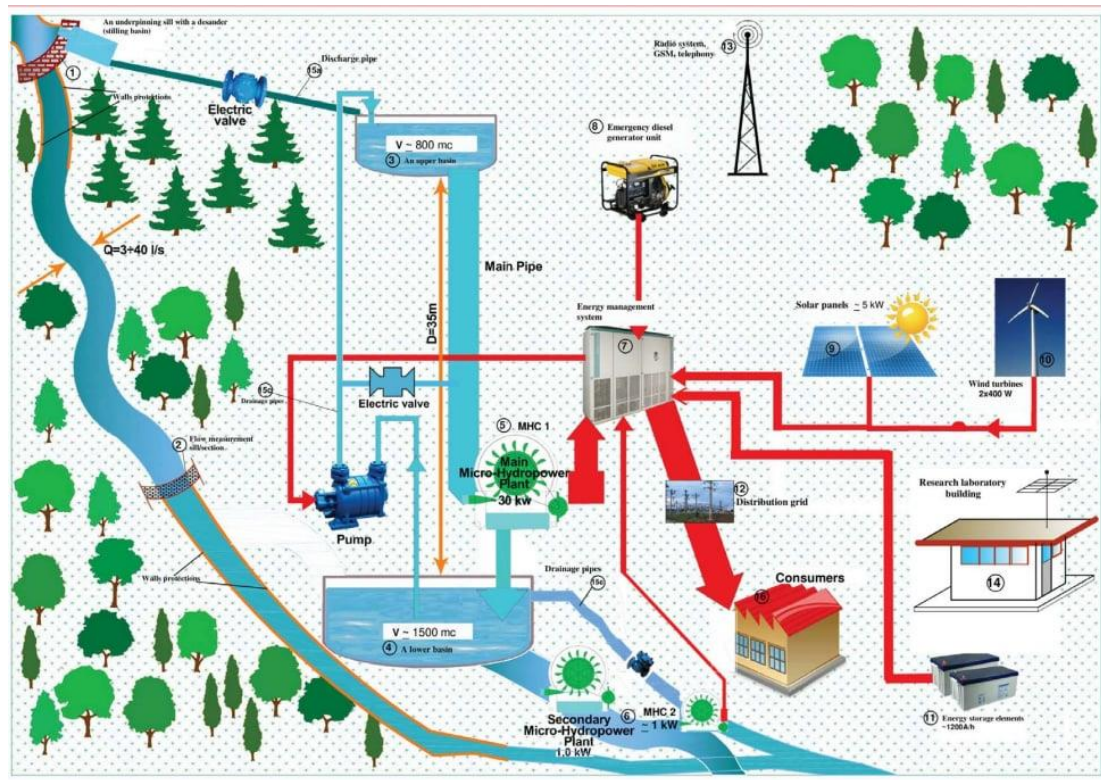 An underpinning sill with a desander
(stilling basin)
1
Walls protections
Discharge pipe
15a
Electric
valve
V ~ 800 mc
3 An upper basin
Q=3÷40 l/s
Main Pipe
D=35m
8 Emergency diesel
generator unit
Radio system,
GSM, telephony
13
Energy management
system
7
Solar panels ~ 5 kW
9
10
Wind turbines
2x400 W
15c
Drainage pipes
Electric valve
2 Flow measurement
sill/section
5 MHC 1
Main
Micro-Hydropower
Plant
~ 30 kw
Pump
12
Distribution grid
Research laboratory
building
14
Walls protections
Drainage pipes
15c
V ~ 1500 mc
4 A lower basin
Consumers
16
6 MHC 2
~ 1 kW
Secondary
Micro-Hydropower
Plant
1,0 kW
11 Energy storage elements
~1200A/h